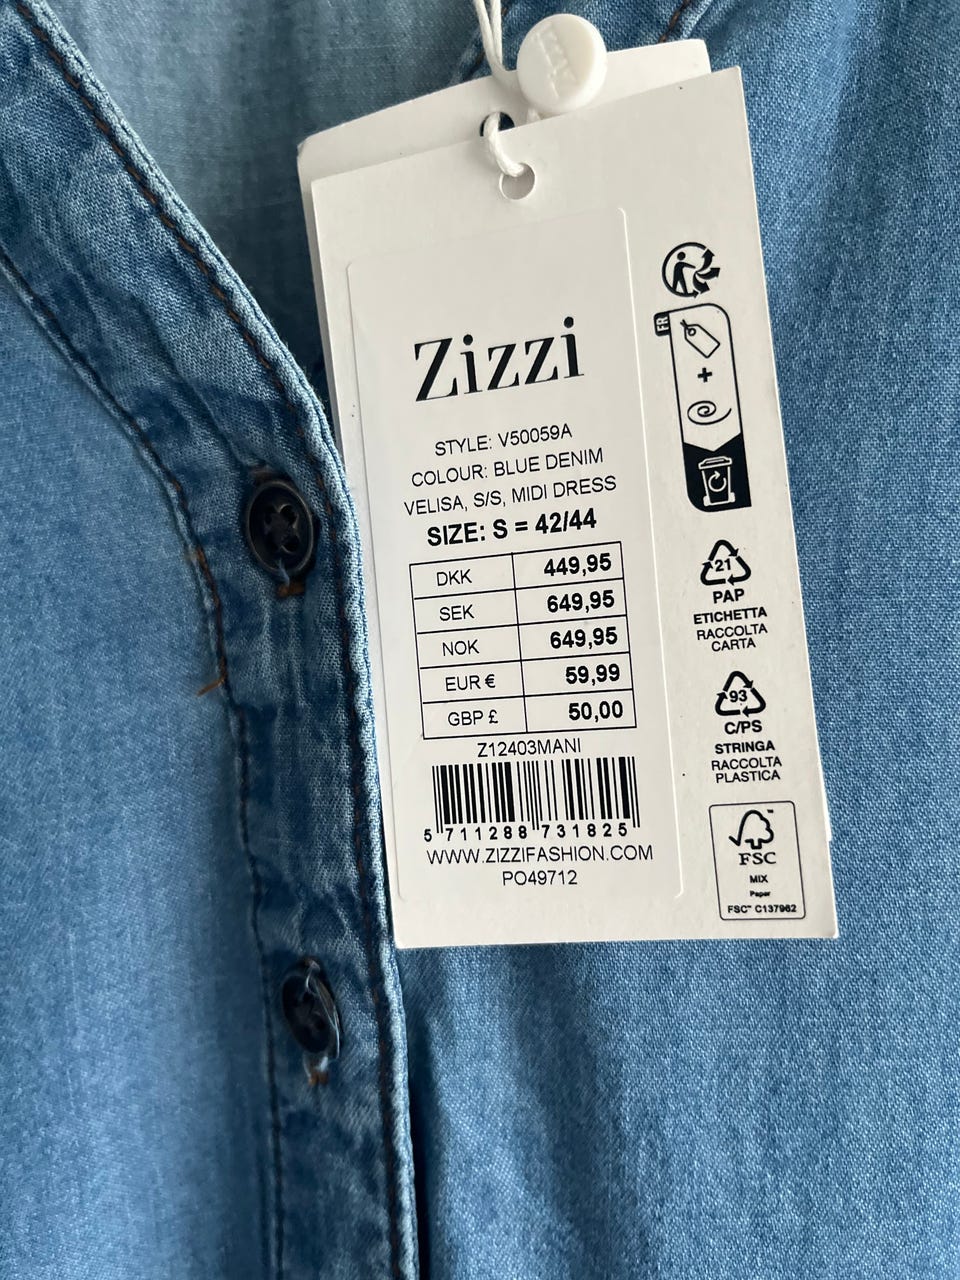 Zizzi
STYLE: V50059A
COLOUR: BLUE DENIM
VELISA, S/S, MIDI DRESS
SIZE: S = 42/44
DKK 449,95
SEK 649,95
NOK 649,95
EUR € 59,99
GBP £ 50,00
Z12403MANI
5 711288 731825
WWW.ZIZZIFASHION.COM
PO49712
FR
+
21
PAP
ETICHETTA
RACCOLTA
CARTA
93
C/PS
STRINGA
RACCOLTA
PLASTICA
™
FSC
MIX
Paper
FSC™ C137962